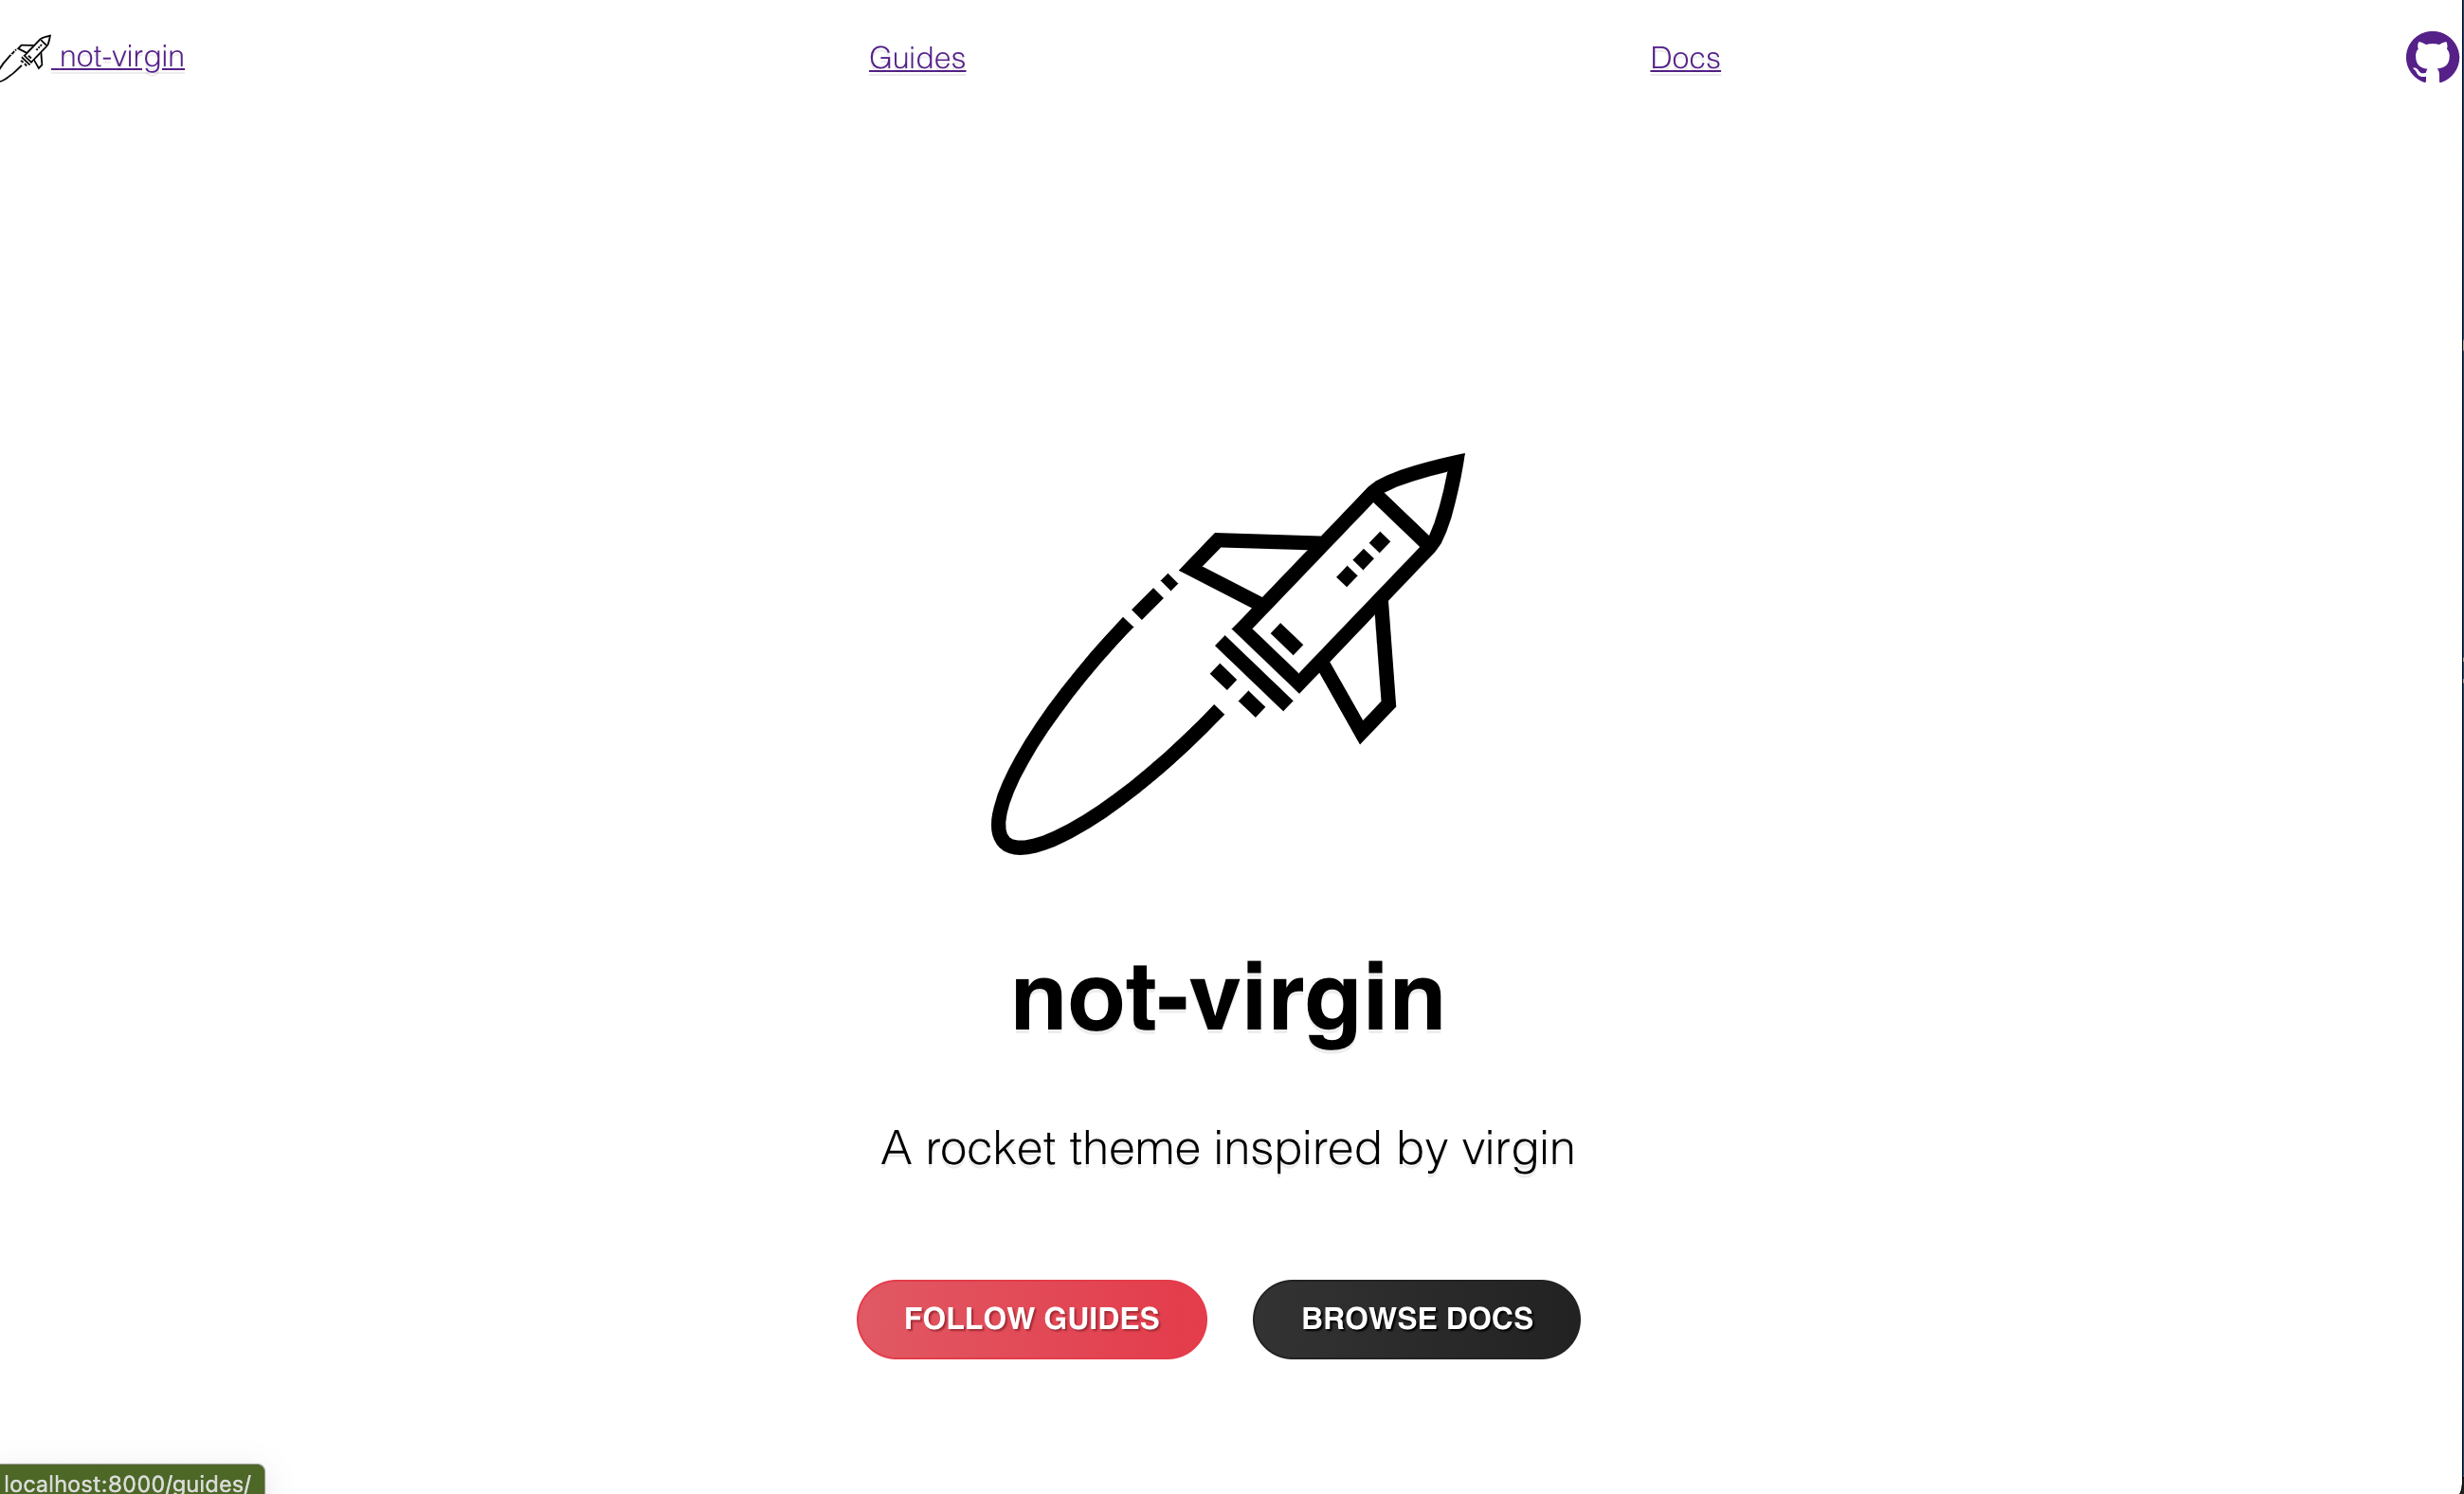 not-virgin
Guides
Docs
not-virgin
A rocket theme inspired by virgin
FOLLOW GUIDES
BROWSE DOCS
localhost:8000/guides/